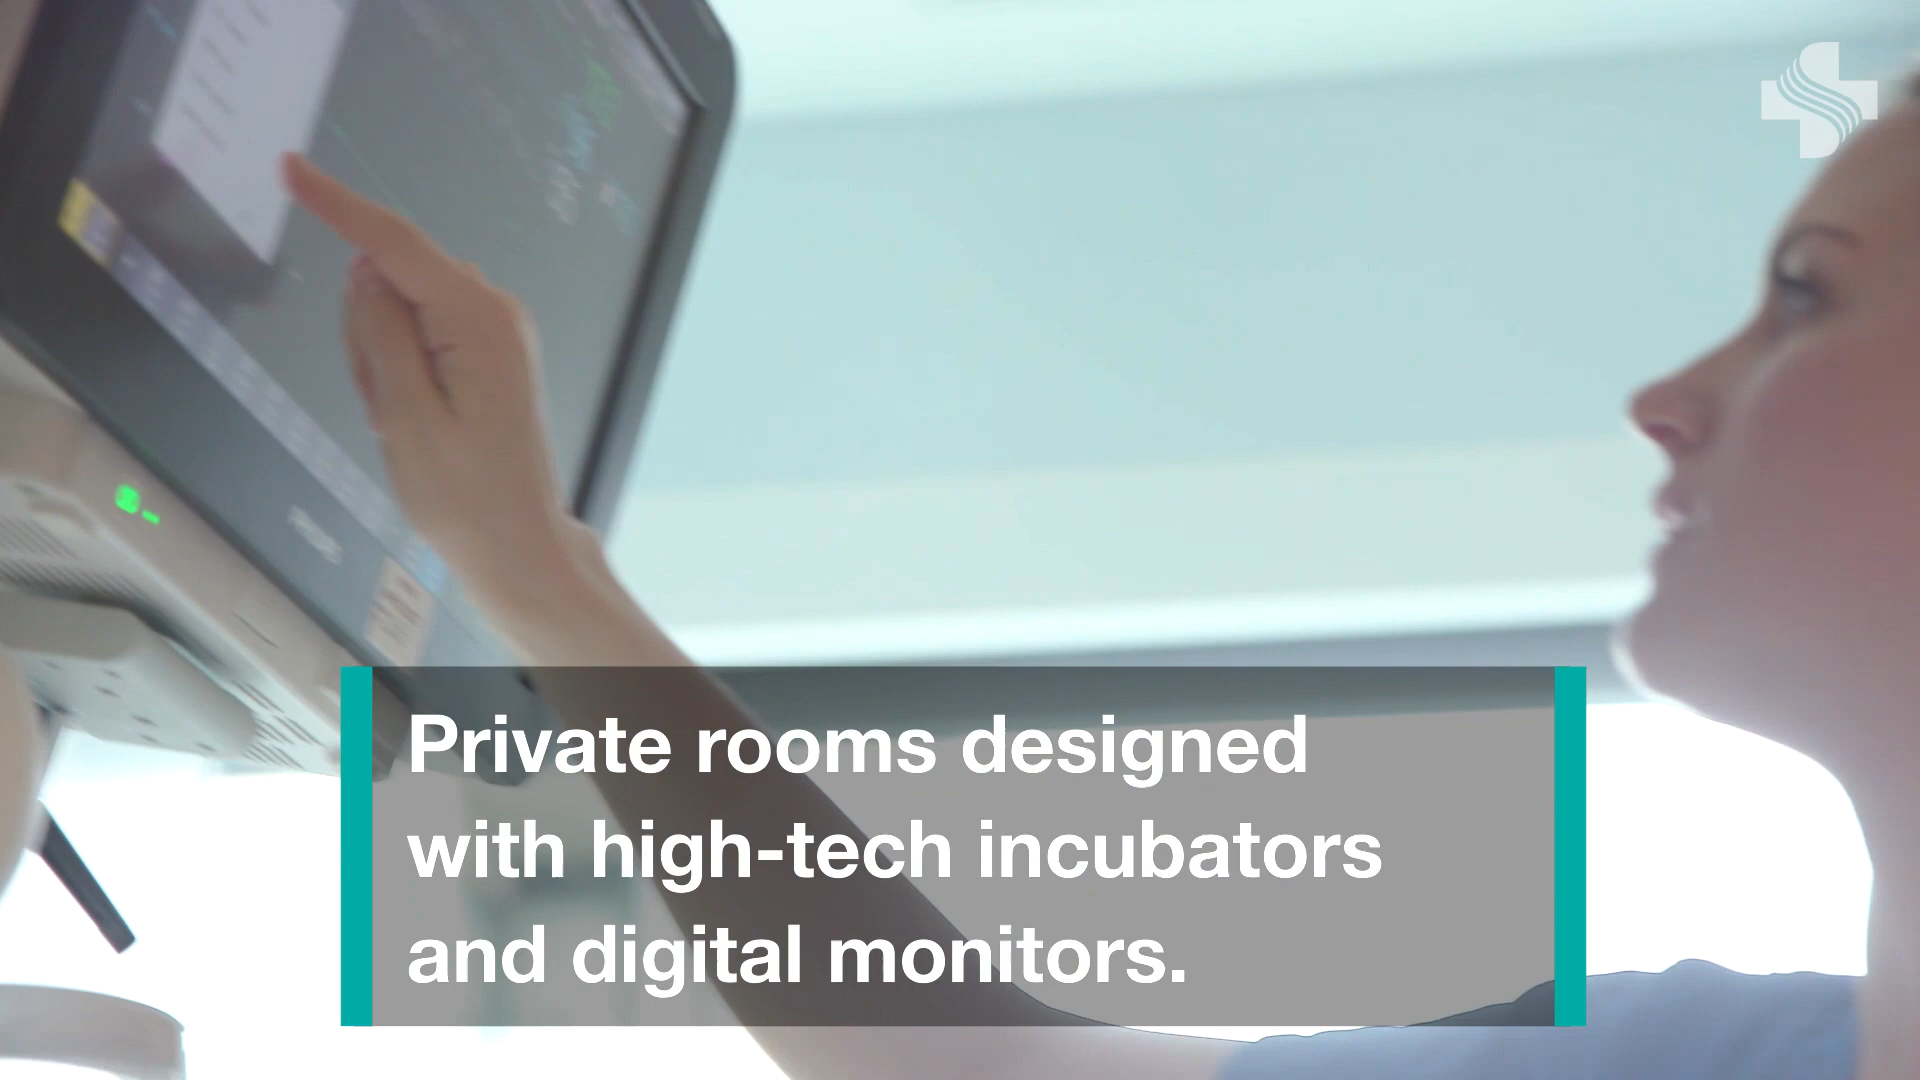 Private rooms designed
with high-tech incubators
and digital monitors.